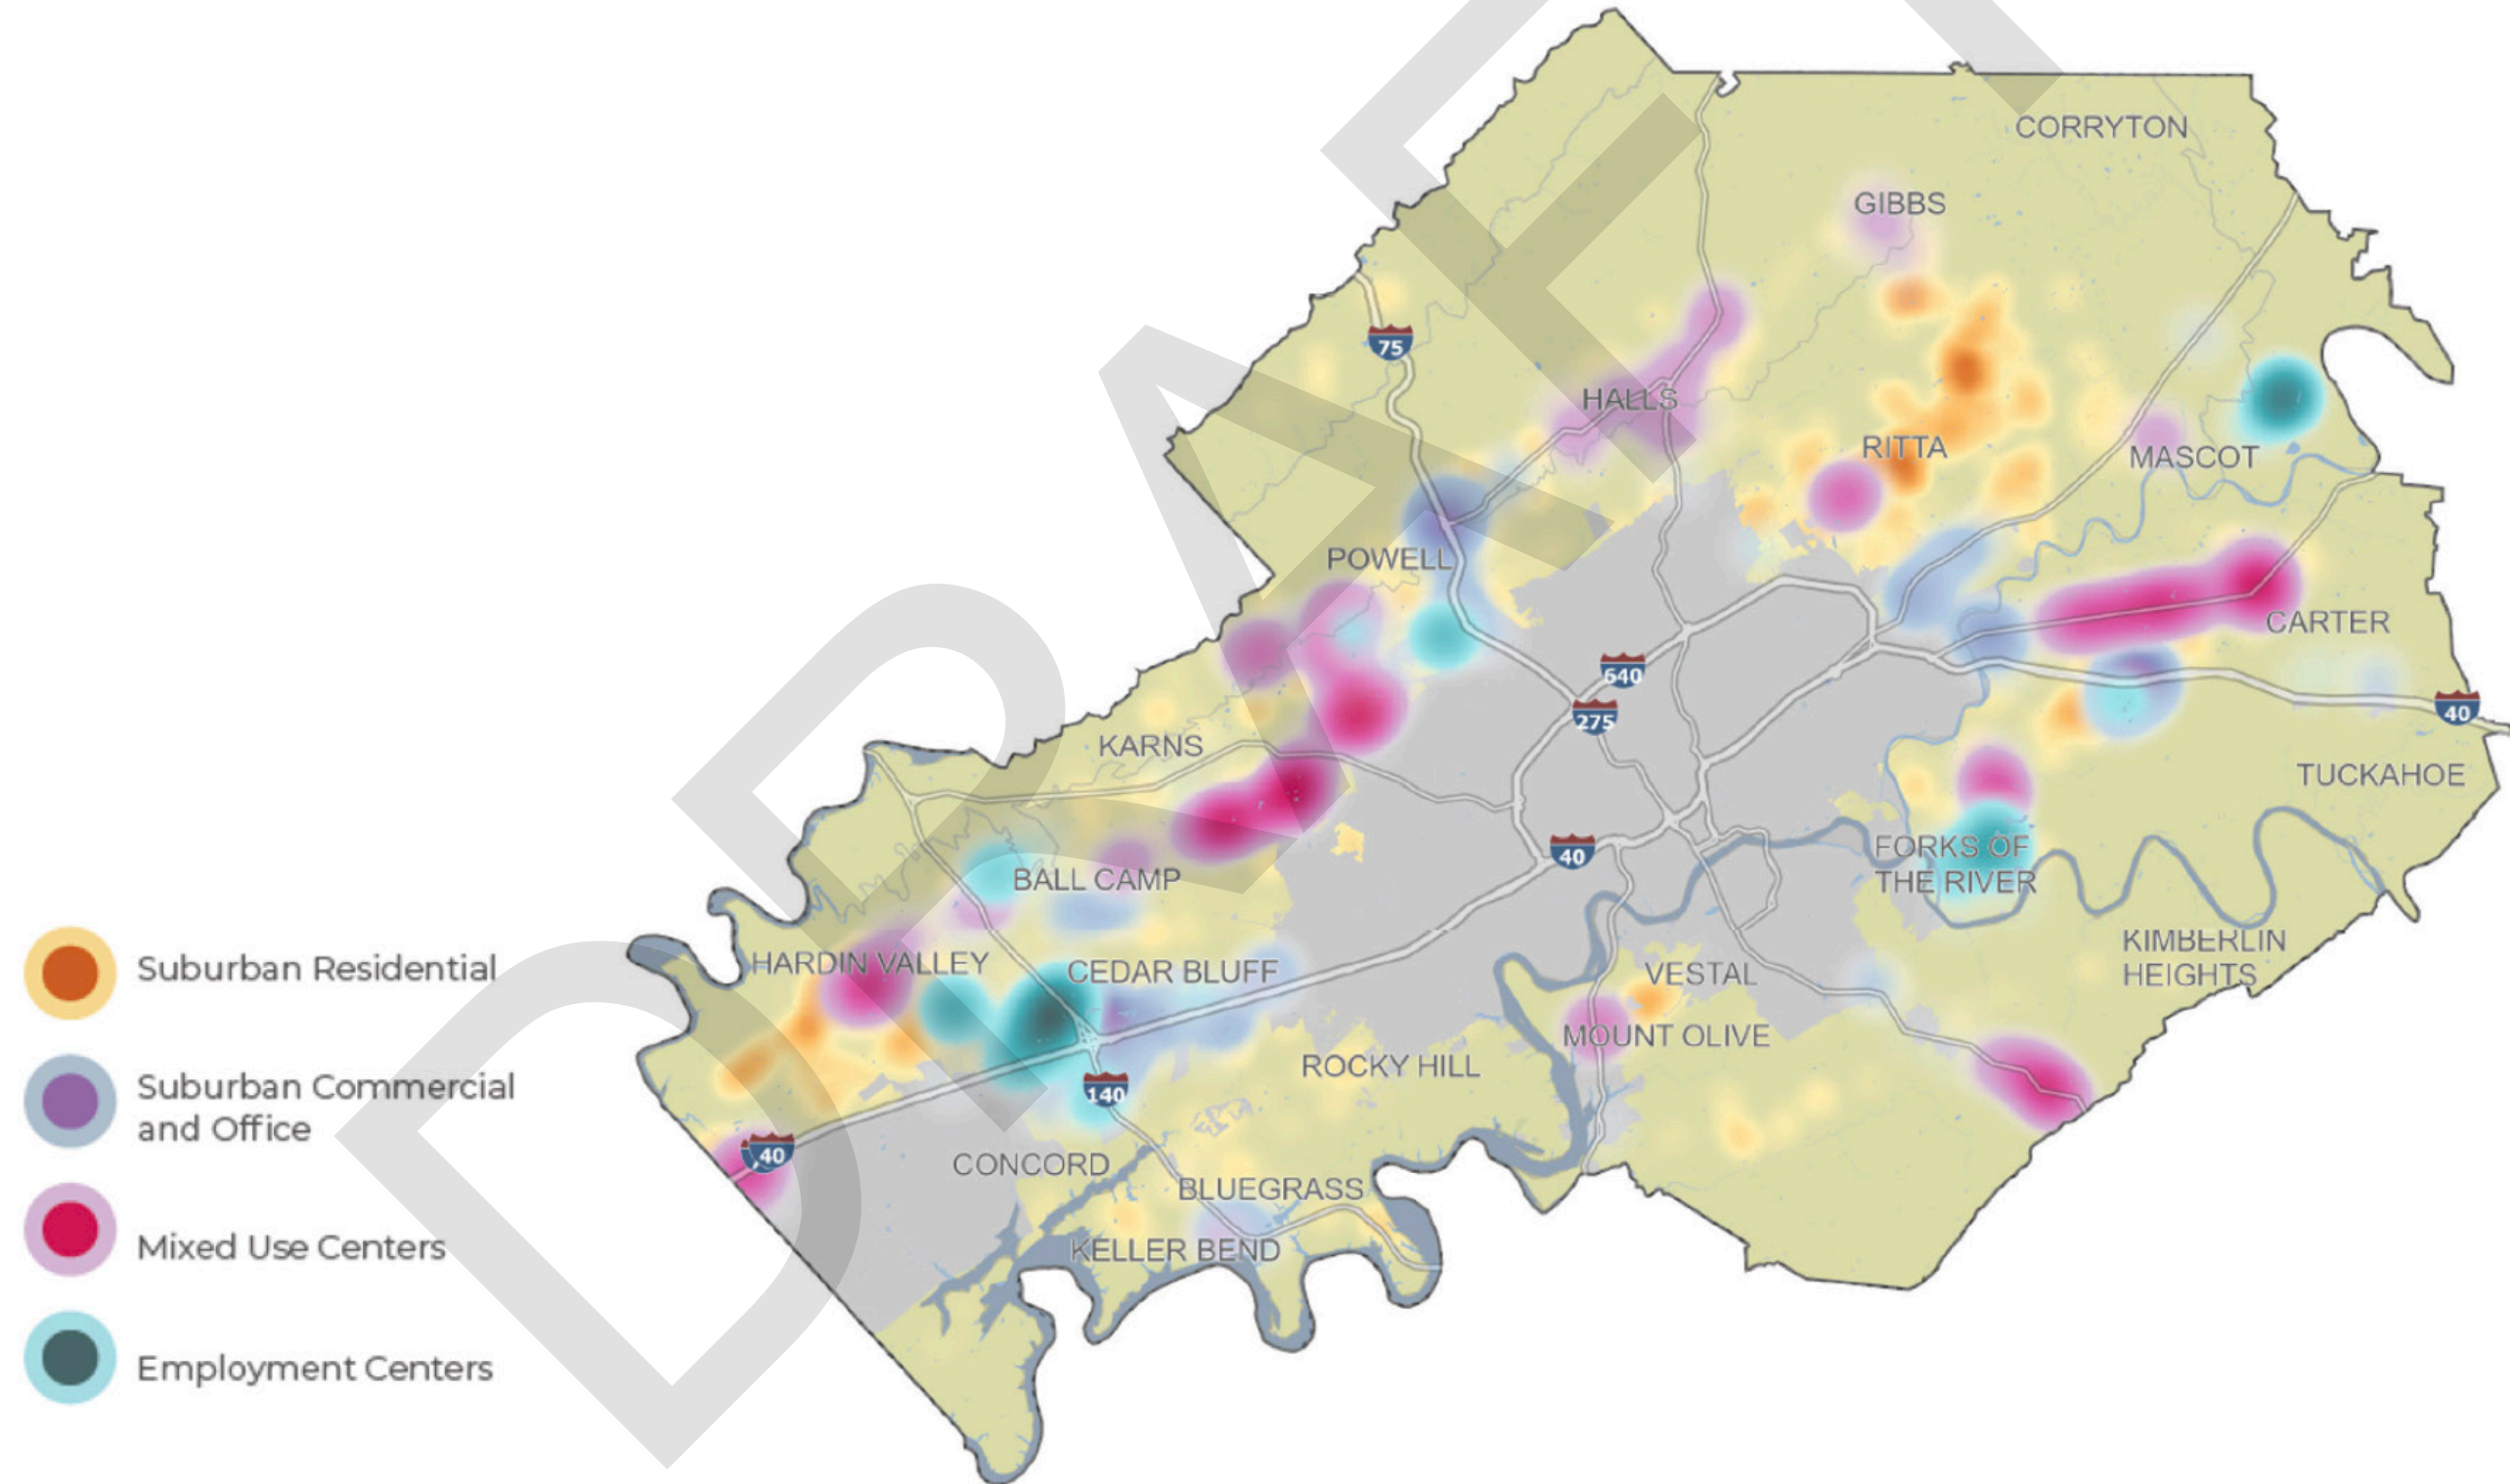 DRAFT
CORRYTON
GIBBS
75
HALLS
RITTA
MASCOT
POWELL
CARTER
640
275
40
KARNS
TUCKAHOE
40
FORKS OF
THE RIVER
BALL CAMP
KIMBERLIN
HEIGHTS
HARDIN VALLEY
CEDAR BLUFF
VESTAL
MOUNT OLIVE
ROCKY HILL
140
40
CONCORD
BLUEGRASS
KELLER BEND
Suburban Residential
Suburban Commercial
and Office
Mixed Use Centers
Employment Centers